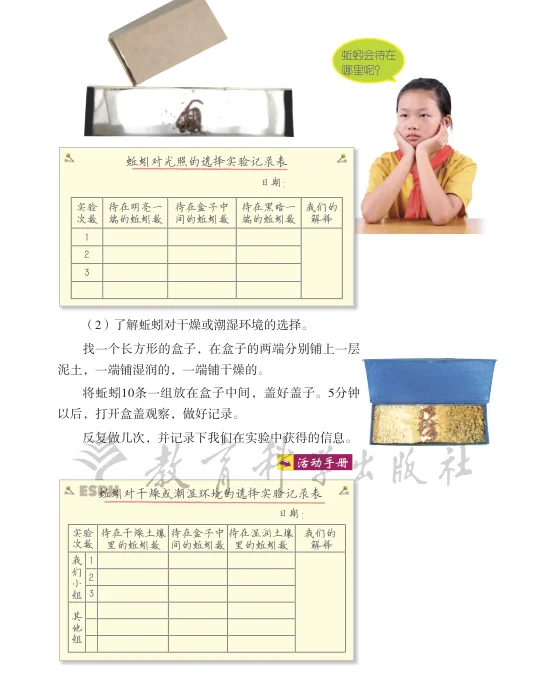 蚯蚓会待在
哪里呢？
蚯蚓对光照的选择实验记录表
日期：
实验次数 待在明亮一端的蚯蚓数 待在盒子中间的蚯蚓数 待在黑暗一端的蚯蚓数 我们的解释
1
2
3
（2）了解蚯蚓对干燥或潮湿环境的选择。
找一个长方形的盒子，在盒子的两端分别铺上一层
泥土，一端铺湿润的，一端铺干燥的。
将蚯蚓10条一组放在盒子中间，盖好盖子。5分钟
以后，打开盒盖观察，做好记录。
反复做几次，并记录下我们在实验中获得的信息。
活动手册
ESPH 教育科学出版社
蚯蚓对干燥或潮湿环境的选择实验记录表
日期：
实验次数 待在干燥土壤里的蚯蚓数 待在盒子中间的蚯蚓数 待在湿润土壤里的蚯蚓数 我们的解释
我们小组 1
2
3
其他组